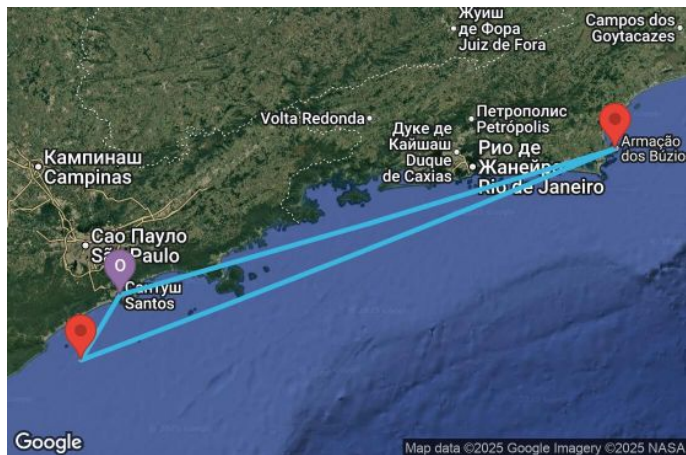 Жуиш
де Фора
Juiz de Fora
Campos dos
Goytacazes
Volta Redonda
Петрополис
Petrópolis
Дуке де
Кайшаш
Duque
de Caxias
Рио де
Жанейро
Rio de Janeiro
Armação
dos Búzio
Кампинаш
Campinas
Сао Пауло
São Paulo
O
Сантуш
Santos
Google
Map data ©2025 Google Imagery ©2025 NASA